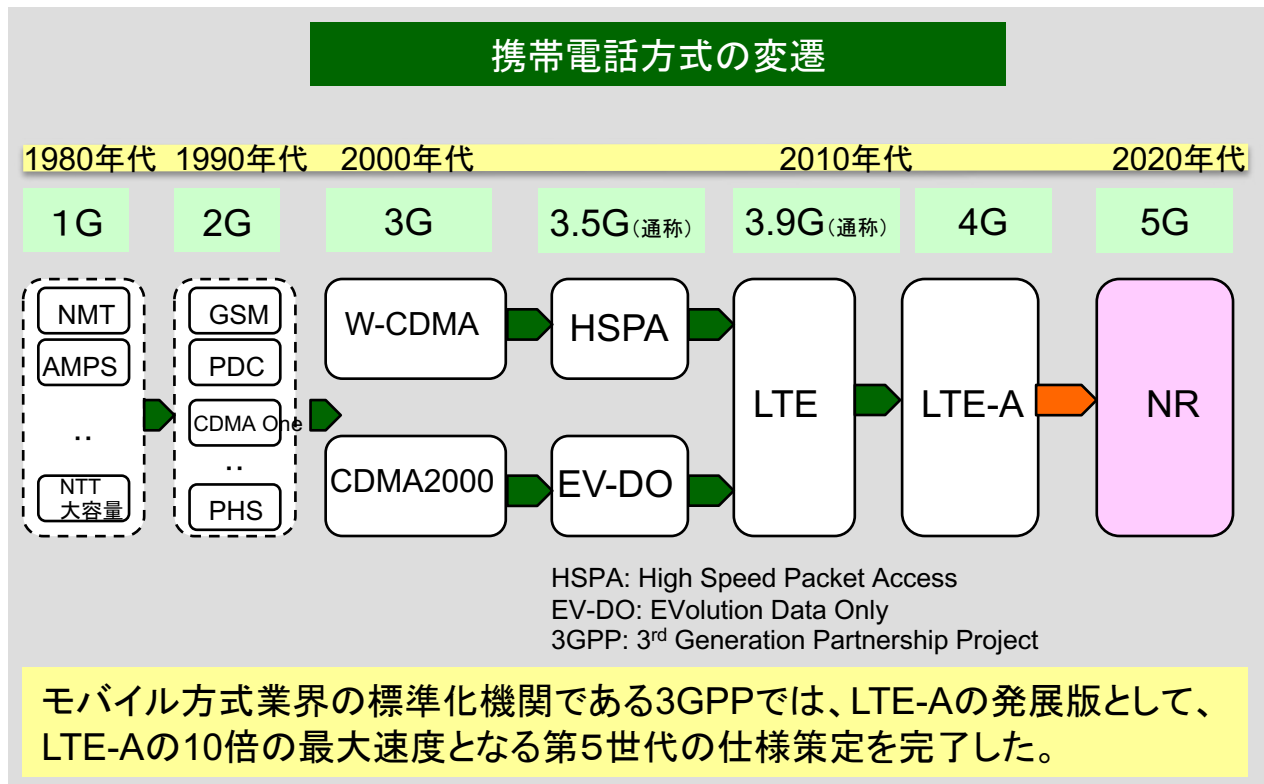 携帯電話方式の変遷
1980年代 1990年代 2000年代 2010年代 2020年代
1G 2G 3G 3.5G(通称) 3.9G(通称) 4G 5G
NMT
AMPS
..
NTT
大容量
GSM
PDC
CDMA One
..
PHS
W-CDMA
HSPA
CDMA2000
EV-DO
LTE
LTE-A
NR
HSPA: High Speed Packet Access
EV-DO: EVolution Data Only
3GPP: 3rd Generation Partnership Project
モバイル方式業界の標準化機関である3GPPでは、LTE-Aの発展版として、
LTE-Aの10倍の最大速度となる第5世代の仕様策定を完了した。